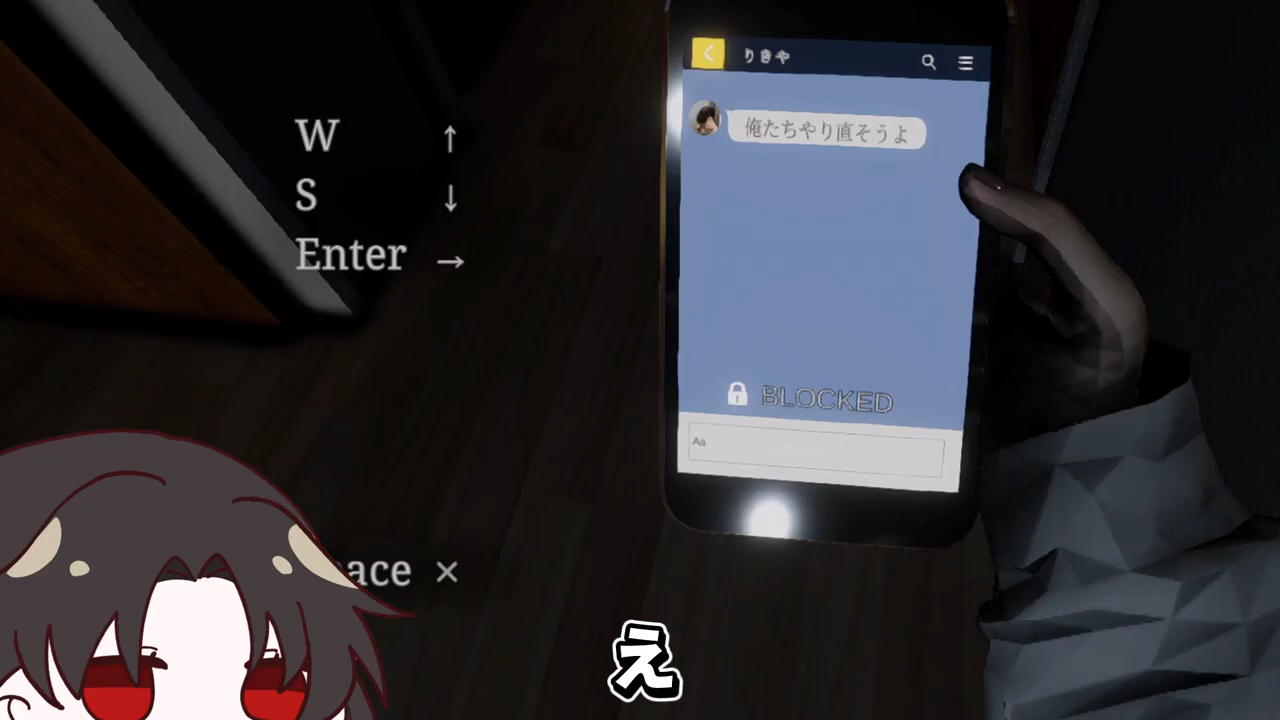 W ↑
S ↓
Enter →
ace ×
りきや
俺たちやり直そうよ
BLOCKED
Aa
え